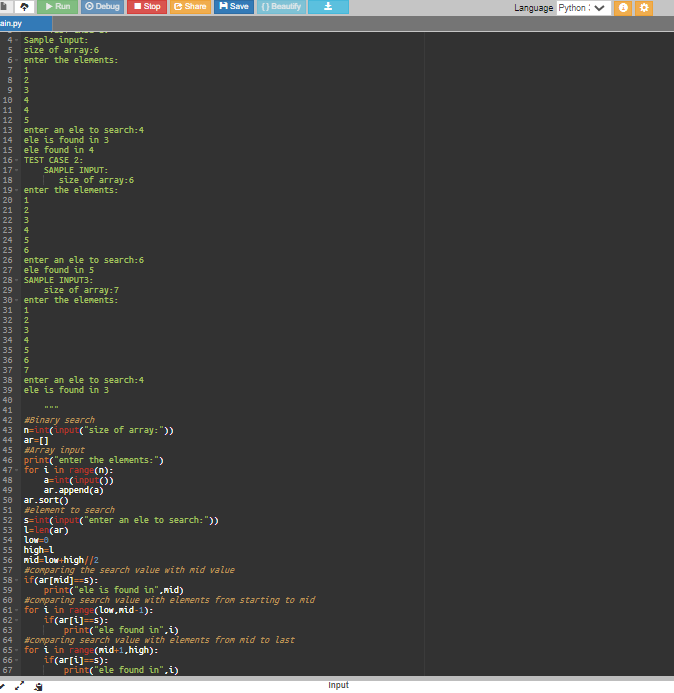 Run Debug Stop Share Save {} Beautify Language Python
ain.py
4 Sample input:
5 size of array:6
6 enter the elements:
7 1
8 2
9 3
10 4
11 4
12 5
13 enter an ele to search:4
14 ele is found in 3
15 ele found in 4
16 TEST CASE 2:
17 SAMPLE INPUT:
18 size of array:6
19 enter the elements:
20 1
21 2
22 3
23 4
24 5
25 6
26 enter an ele to search:6
27 ele found in 5
28 SAMPLE INPUT3:
29 size of array:7
30 enter the elements:
31 1
32 2
33 3
34 4
35 5
36 6
37 7
38 enter an ele to search:4
39 ele is found in 3
40
41 """
42 #Binary search
43 n=int(input("size of array:"))
44 ar=[]
45 #Array input
46 print("enter the elements:")
47 for i in range(n):
48 a=int(input())
49 ar.append(a)
50 ar.sort()
51 #element to search
52 s=int(input("enter an ele to search:"))
53 l=len(ar)
54 low=0
55 high=l
56 mid=low+high//2
57 #comparing the search value with mid value
58 if(ar[mid]==s):
59 print("ele is found in",mid)
60 #comparing search value with elements from starting to mid
61 for i in range(low,mid-1):
62 if(ar[i]==s):
63 print("ele found in",i)
64 #comparing search value with elements from mid to last
65 for i in range(mid+1,high):
66 if(ar[i]==s):
67 print("ele found in",i)
Input